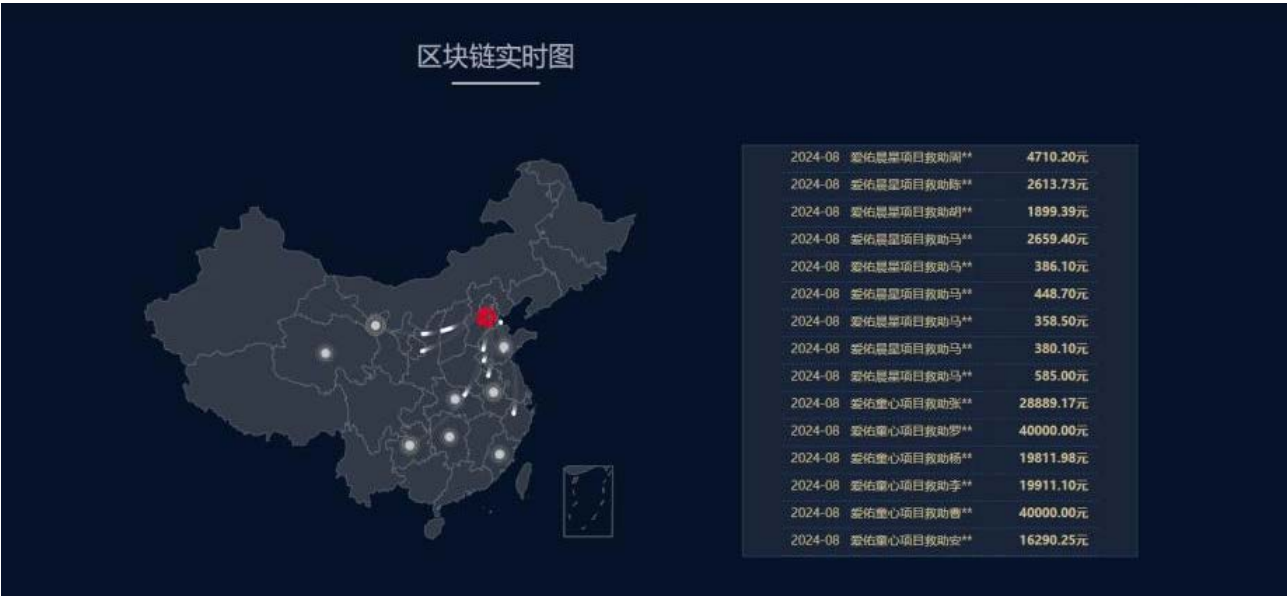 区块链实时图
2024-08 爱佑晨星项目救助周** 4710.20元
2024-08 爱佑晨星项目救助陈** 2613.73元
2024-08 爱佑晨星项目救助胡** 1899.39元
2024-08 爱佑晨星项目救助马** 2659.40元
2024-08 爱佑晨星项目救助马** 386.10元
2024-08 爱佑晨星项目救助马** 448.70元
2024-08 爱佑晨星项目救助马** 358.50元
2024-08 爱佑晨星项目救助马** 380.10元
2024-08 爱佑晨星项目救助马** 585.00元
2024-08 爱佑童心项目救助张** 28889.17元
2024-08 爱佑童心项目救助罗** 40000.00元
2024-08 爱佑童心项目救助杨** 19811.98元
2024-08 爱佑童心项目救助李** 19911.10元
2024-08 爱佑童心项目救助曹** 40000.00元
2024-08 爱佑童心项目救助安** 16290.25元